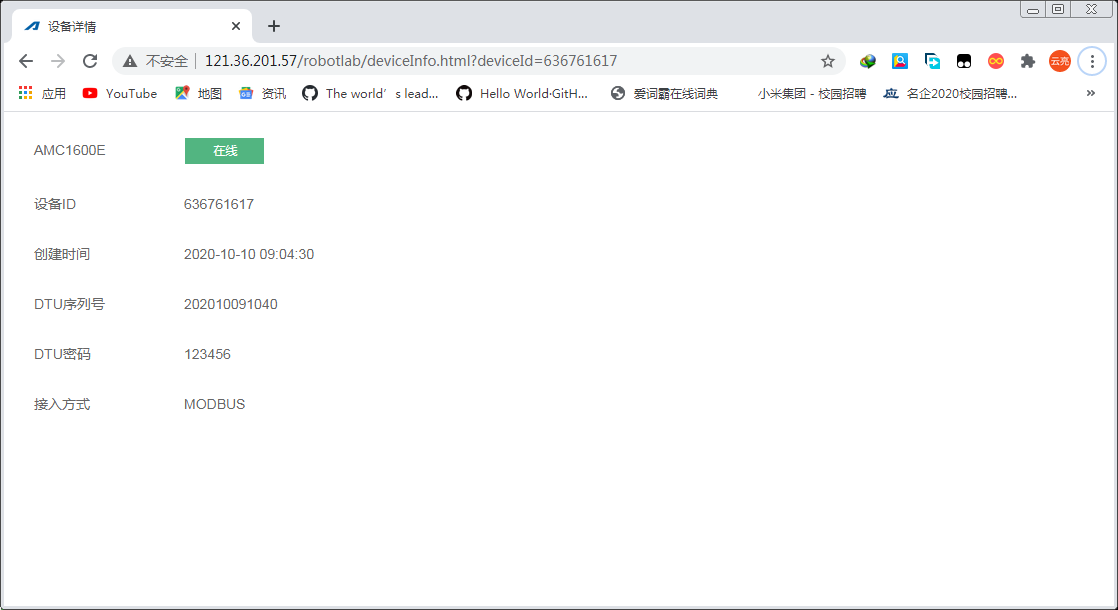 设备详情
不安全 121.36.201.57/robotlab/deviceInfo.html?deviceId=636761617
云亮
应用 YouTube 地图 资讯 The world’s lead... Hello World·GitH... 爱词霸在线词典 小米集团 - 校园招聘 名企2020校园招聘...
AMC1600E 在线
设备ID 636761617
创建时间 2020-10-10 09:04:30
DTU序列号 202010091040
DTU密码 123456
接入方式 MODBUS